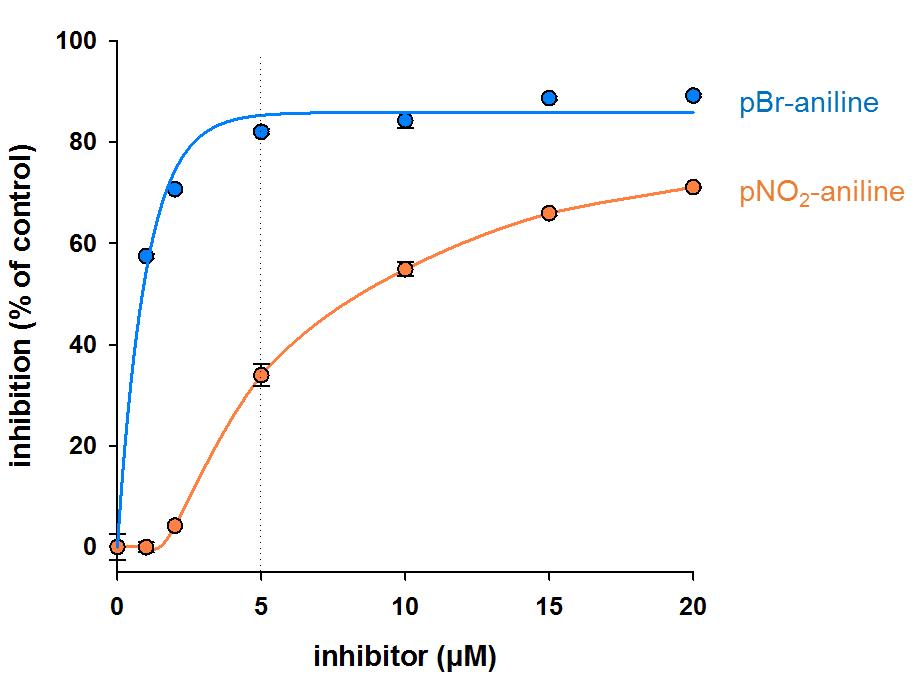 100
80
60
40
20
0
inhibition (% of control)
0 5 10 15 20
inhibitor (µM)
pBr-aniline
pNO₂-aniline